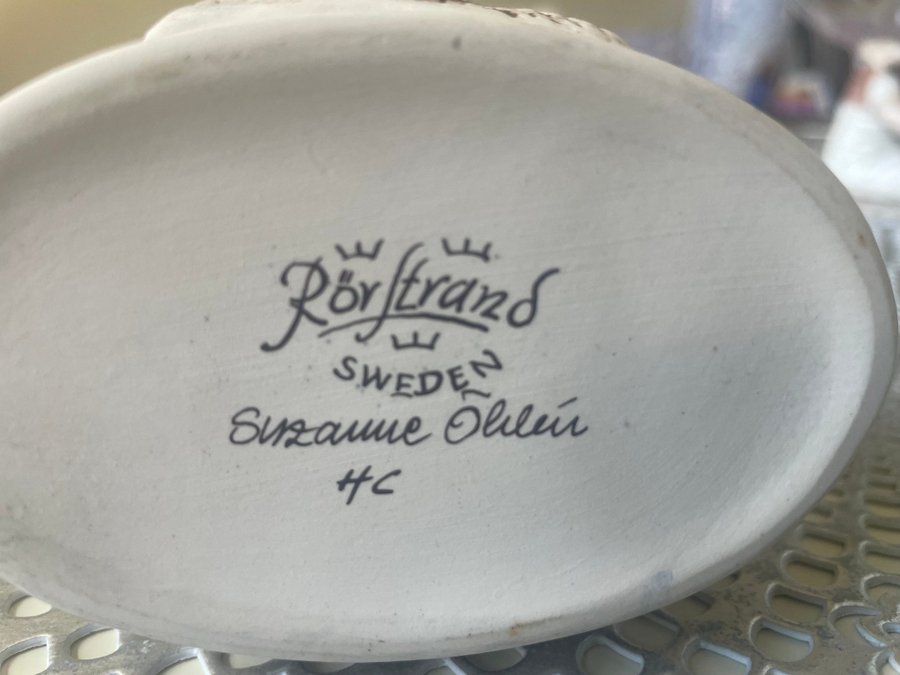 Rörstrand
SWEDEN
Suzanne Öhlén
HC